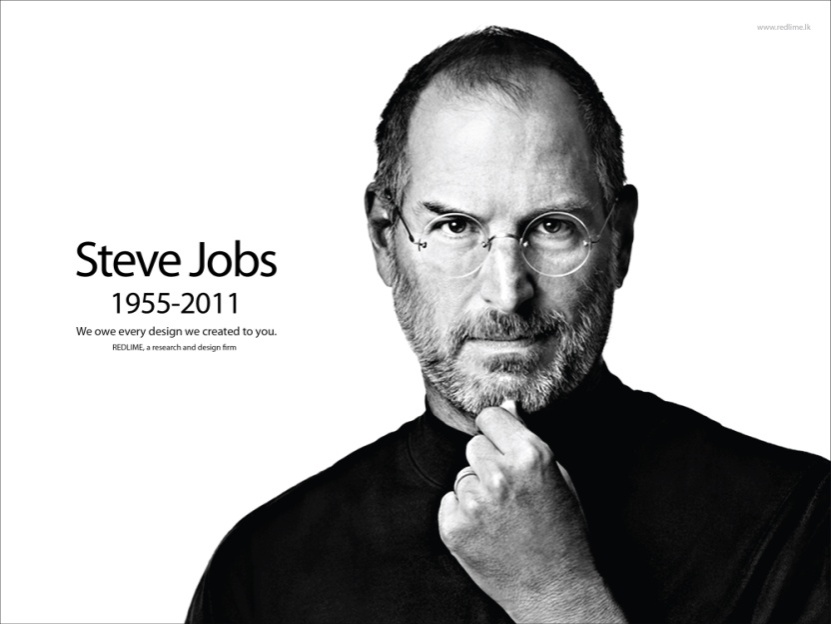 www.redlime.lk
Steve Jobs
1955-2011
We owe every design we created to you.
REDLIME, a research and design firm